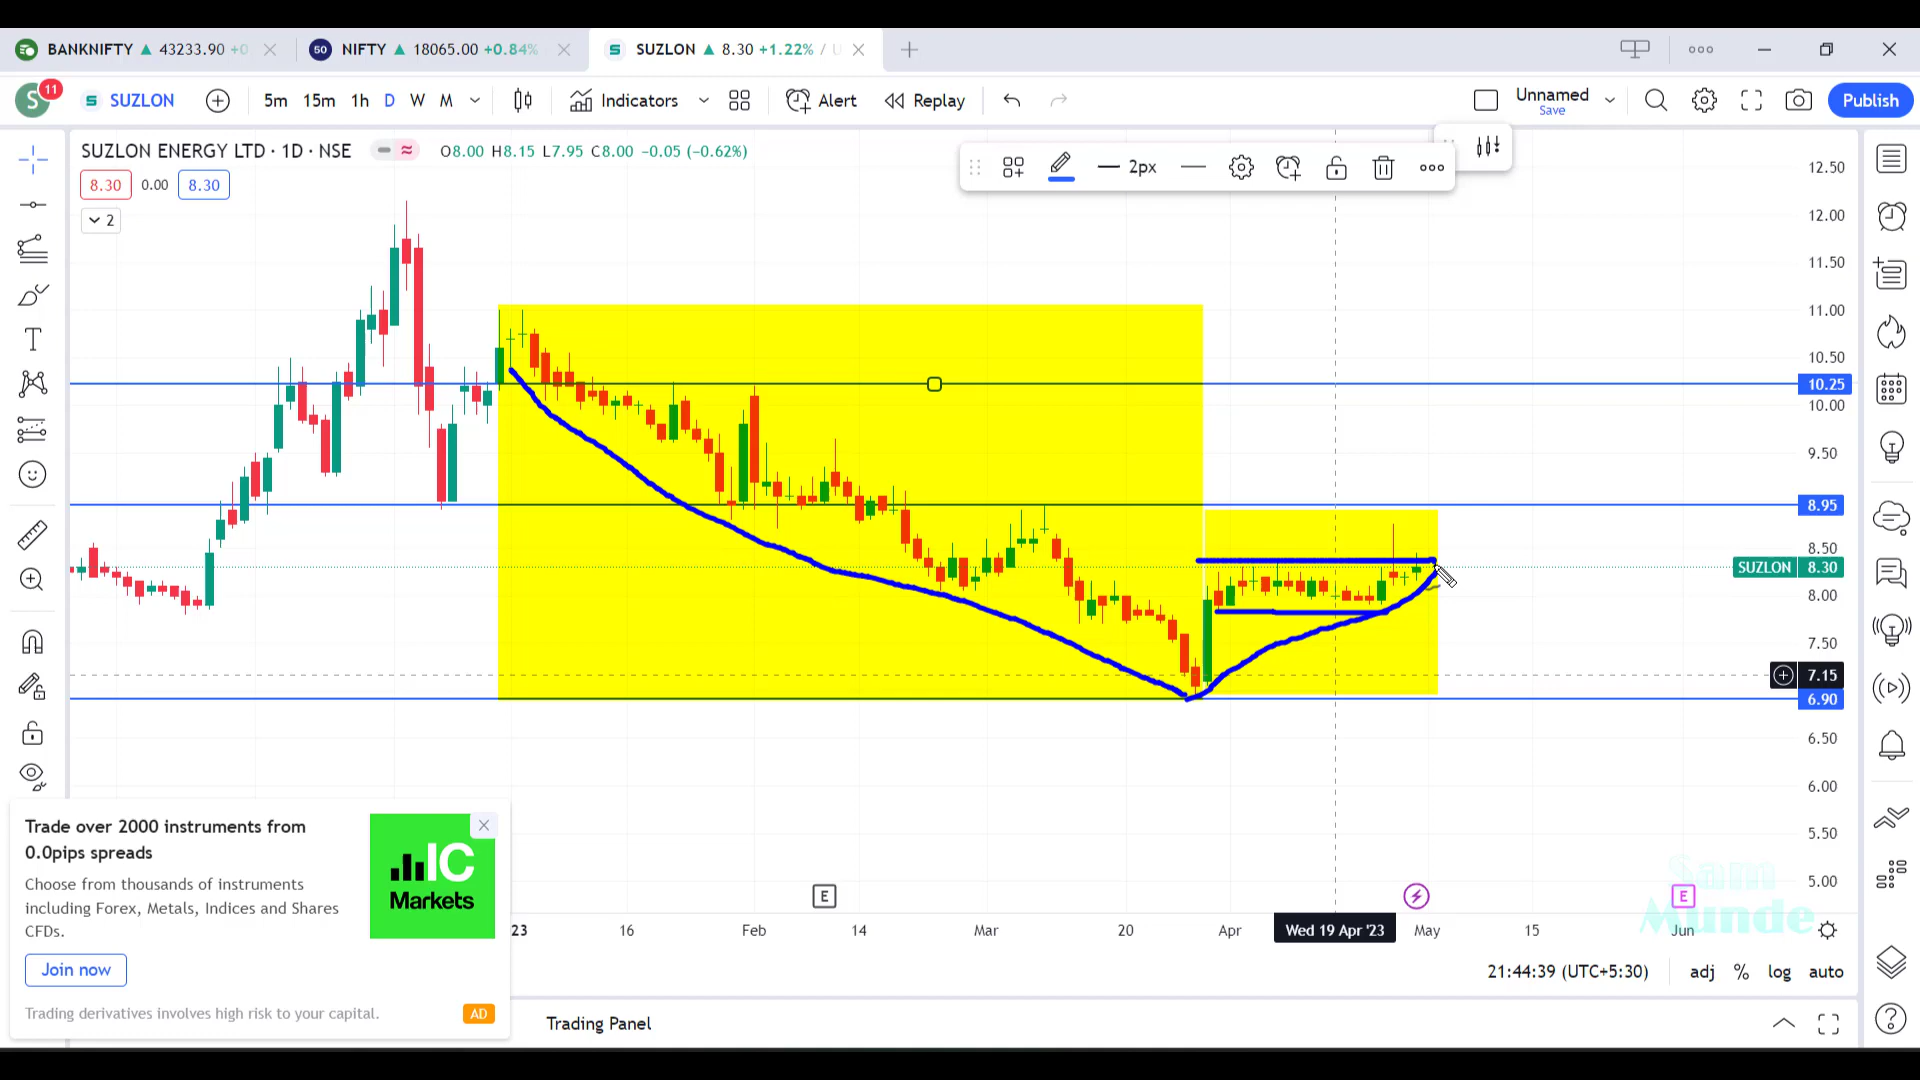 BANKNIFTY ▲ 43233.90 +0
50 NIFTY ▲ 18065.00 +0.84%
SUZLON ▲ 8.30 +1.22% / U
S 11 SUZLON 5m 15m 1h D W M Indicators Alert Replay Unnamed Save Publish
SUZLON ENERGY LTD · 1D · NSE O8.00 H8.15 L7.95 C8.00 −0.05 (−0.62%)
2px
8.30 0.00 8.30
2
12.50
12.00
11.50
11.00
10.50
10.25
10.00
9.50
8.95
8.50
SUZLON 8.30
8.00
7.50
7.15
6.90
6.50
6.00
5.50
5.00
Trade over 2000 instruments from
0.0pips spreads
Choose from thousands of instruments
including Forex, Metals, Indices and Shares
CFDs.
Join now
Trading derivatives involves high risk to your capital.
AD
IC
Markets
E
E
Sam
Munde
23 16 Feb 14 Mar 20 Apr Wed 19 Apr '23 May 15 Jun
21:44:39 (UTC+5:30) adj % log auto
Trading Panel